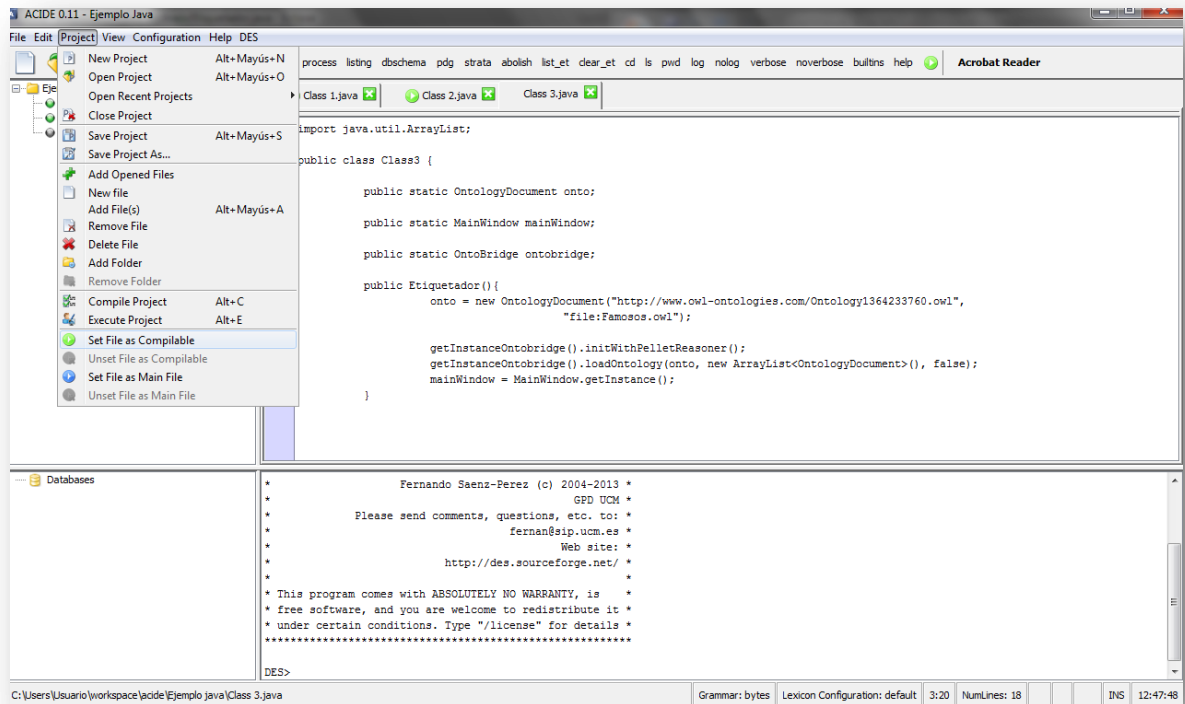 ACIDE 0.11 - Ejemplo Java
File Edit Project View Configuration Help DES
process listing dbschema pdg strata abolish list_et clear_et cd ls pwd log nolog verbose noverbose builtins help Acrobat Reader
New Project Alt+Mayús+N
Open Project Alt+Mayús+O
Open Recent Projects
Close Project
Save Project Alt+Mayús+S
Save Project As...
Add Opened Files
New file
Add File(s) Alt+Mayús+A
Remove File
Delete File
Add Folder
Remove Folder
Compile Project Alt+C
Execute Project Alt+E
Set File as Compilable
Unset File as Compilable
Set File as Main File
Unset File as Main File
Eje
Class 1.java Class 2.java Class 3.java
import java.util.ArrayList;
public class Class3 {
public static OntologyDocument onto;
public static MainWindow mainWindow;
public static OntoBridge ontobridge;
public Etiquetador(){
onto = new OntologyDocument("http://www.owl-ontologies.com/Ontology1364233760.owl",
"file:Famosos.owl");
getInstanceOntobridge().initWithPelletReasoner();
getInstanceOntobridge().loadOntology(onto, new ArrayList<OntologyDocument>(), false);
mainWindow = MainWindow.getInstance();
}
Databases
* Fernando Saenz-Perez (c) 2004-2013 *
* GPD UCM *
* Please send comments, questions, etc. to: *
* fernan@sip.ucm.es *
* Web site: *
* http://des.sourceforge.net/ *
* *
* This program comes with ABSOLUTELY NO WARRANTY, is *
* free software, and you are welcome to redistribute it *
* under certain conditions. Type "/license" for details *
*********************************************************
DES>
C:\Users\Usuario\workspace\acide\Ejemplo java\Class 3.java Grammar: bytes Lexicon Configuration: default 3:20 NumLines: 18 INS 12:47:48